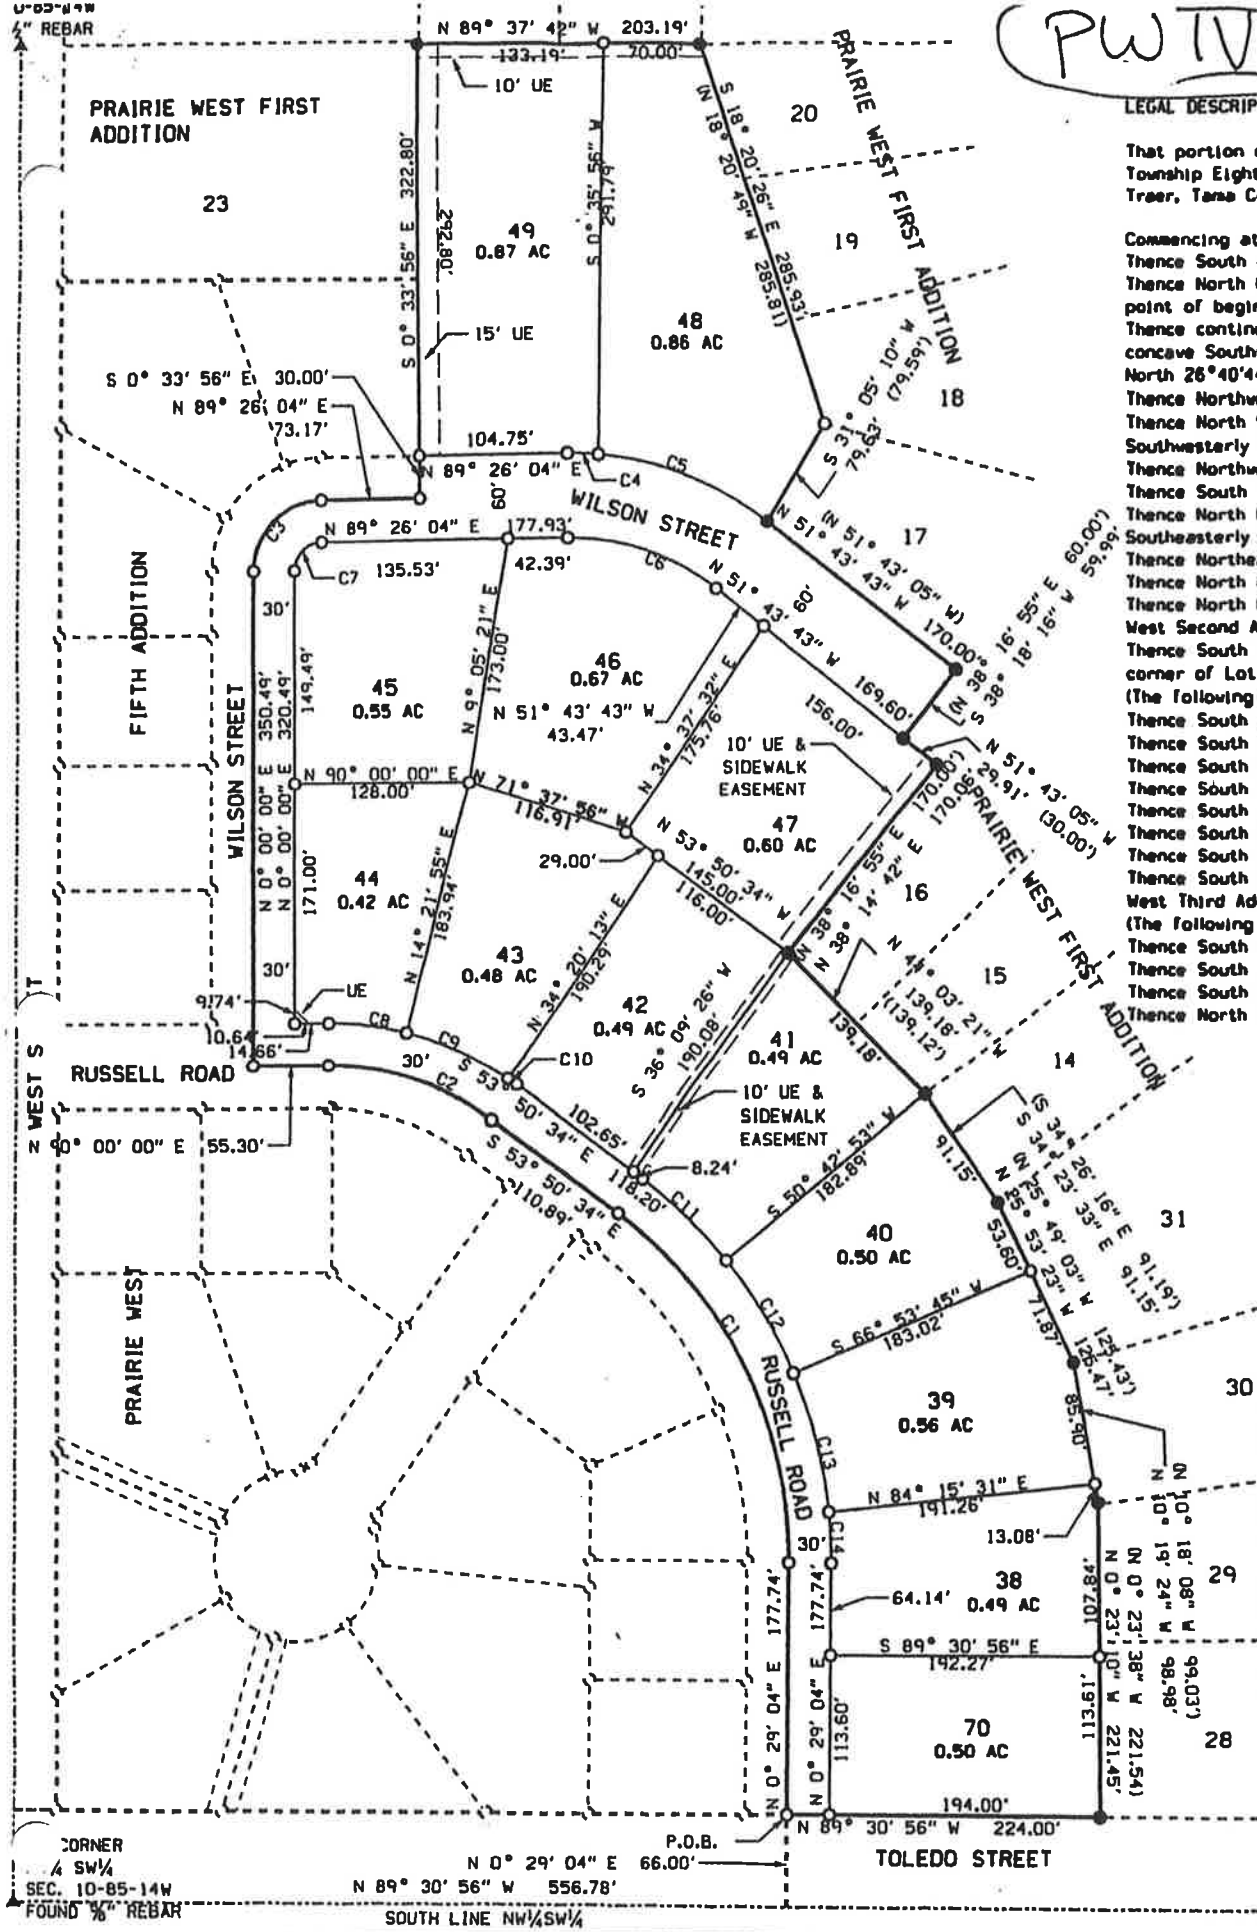 1/2" REBAR
PW IV
LEGAL DESCRIP
That portion
Township Eight
Traer, Tama C
Commencing at
Thence South
Thence North
point of begin
Thence contin
concave South
North 26°40'4
Thence Northw
Thence North
Southwesterly
Thence Northw
Thence South
Thence North
Southeasterly
Thence Northe
Thence North
Thence North
West Second A
Thence South
corner of Lot
(The following
Thence South
Thence South
Thence South
Thence South
Thence South
Thence South
Thence South
Thence South
West Third Ad
(The following
Thence South
Thence South
Thence South
Thence North
N 89° 37' 42" W 203.19'
133.19' 70.00'
10' UE
PRAIRIE WEST FIRST
ADDITION
23
S 0° 33' 56" E 322.80'
292.80'
49
0.87 AC
S 0° 35' 56" W
291.79'
15' UE
48
0.86 AC
S 18° 20' 26" E 285.93'
(N 18° 20' 49" W 285.81)
PRAIRIE WEST FIRST ADDITION
20
19
18
17
S 31° 05' 10" W
79.63' (79.59')
S 0° 33' 56" E 30.00'
N 89° 26' 04" E
73.17'
104.75'
N 89° 26' 04" E
C4
C5
60'
WILSON STREET
C3
N 89° 26' 04" E 177.93'
C7
135.53' 42.39'
C6
N 51° 43' 43" W
60'
(N 51° 43' 05" W)
N 51° 43' 43" W 170.00'
169.60'
156.00'
(N 38° 16' 55" E 60.00')
S 38° 18' 16" W 59.99'
FIFTH ADDITION
WILSON STREET
30'
350.49'
320.49'
149.49'
N 0° 00' 00" E
N 0° 00' 00" E
45
0.55 AC
N 9° 05' 21" E
173.00'
46
0.67 AC
N 51° 43' 43" W
43.47'
N 34° 37' 32" E
175.76'
10' UE &
SIDEWALK
EASEMENT
N 51° 43' 05" W
29.91' (30.00')
47
0.60 AC
N 90° 00' 00" E
128.00'
N 71° 37' 56" W
116.91'
29.00'
N 53° 50' 34" W
145.00'
116.00'
(N 38° 16' 55" E 170.00')
N 38° 14' 42" E 170.06'
16
15
14
PRAIRIE WEST FIRST ADDITION
171.00'
30'
44
0.42 AC
N 14° 21' 55" E
183.94'
43
0.48 AC
N 34° 20' 13" E
190.29'
42
0.49 AC
S 36° 09' 26" W
190.08'
41
0.49 AC
139.18'
03' 21" W
139.18'
(139.12')
9.74'
UE
10.64'
14.66'
C8
C9
C10
RUSSELL ROAD
30'
C2
WEST S
N 90° 00' 00" E 55.30'
S 53° 50' 34" E
102.65'
118.20'
8.24'
C11
S 53° 50' 34" E
110.89'
10' UE &
SIDEWALK
EASEMENT
S 50° 42' 53" W
182.89'
91.15'
(S 34° 26' 16" E 91.19')
S 34° 23' 33" E 91.15'
40
0.50 AC
53.60'
(N 25° 49' 03" W 125.43')
N 25° 53' 23" W 125.47'
71.87'
31
30
29
28
PRAIRIE WEST
C1
C12
S 66° 53' 45" W
183.02'
39
0.56 AC
85.90'
RUSSELL ROAD
C13
N 84° 15' 31" E
191.26'
13.08'
(N 10° 18' 08" W 99.03')
N 10° 19' 24" W 98.98'
30'
C14
38
0.49 AC
64.14'
107.84'
177.74'
177.74'
S 89° 30' 56" E
192.27'
(N 0° 23' 38" W 221.54)
N 0° 23' 10" W 221.45'
N 0° 29' 04" E
N 0° 29' 04" E
113.60'
70
0.50 AC
113.61'
194.00'
N 89° 30' 56" W 224.00'
P.O.B.
TOLEDO STREET
N 0° 29' 04" E 66.00'
N 89° 30' 56" W 556.78'
CORNER
SW1/4
SEC. 10-85-14W
FOUND 5/8" REBAR
SOUTH LINE NW1/4SW1/4